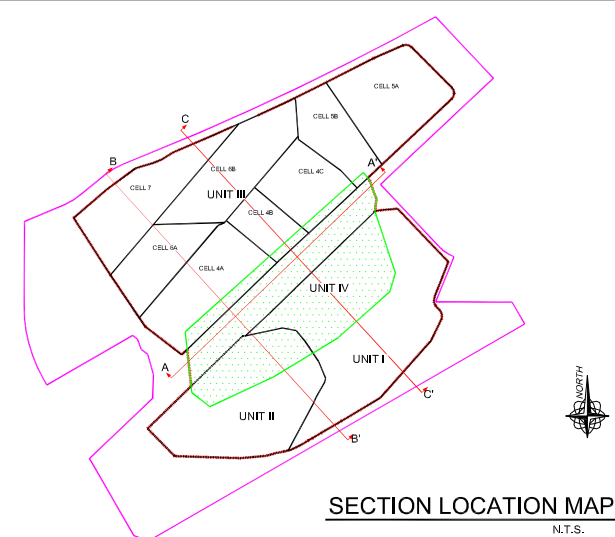 CELL 5A
C
CELL 5B
B
A'
CELL 6B
CELL 4C
CELL 7
UNIT III
CELL 4B
CELL 6A
CELL 4A
UNIT IV
UNIT I
A
NORTH
C'
UNIT II
B'
SECTION LOCATION MAP
N.T.S.